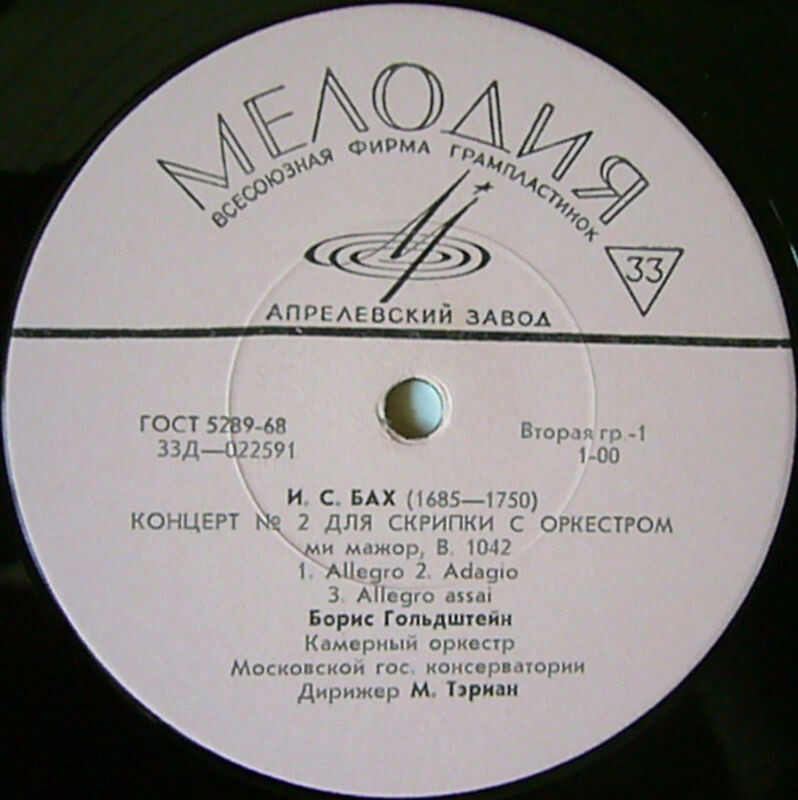 МЕЛОДИЯ
ВСЕСОЮЗНАЯ ФИРМА ГРАМПЛАСТИНОК
33
АПРЕЛЕВСКИЙ ЗАВОД
ГОСТ 5289-68
33Д—022591
Вторая гр.-1
1-00
И. С. БАХ (1685—1750)
КОНЦЕРТ № 2 ДЛЯ СКРИПКИ С ОРКЕСТРОМ
ми мажор, В. 1042
1. Allegro 2. Adagio
3. Allegro assai
Борис Гольдштейн
Камерный оркестр
Московской гос. консерватории
Дирижер М. Тэриан